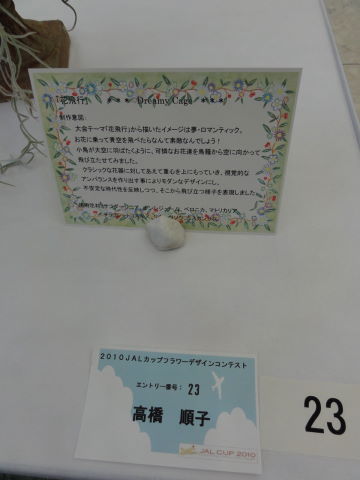 「花飛行」 *** Dreamy Cage ***
制作意図:
大会テーマ「花飛行」から描いたイメージは夢・ロマンティック。
お花に乗って青空を飛べたらなんて素敵なんでしょう！
小鳥が大空に羽ばたくように、可憐なお花達を鳥籠から空に向かって
飛び立たせてみました。
クラシックな花器に対してあえて重心を上にもっていき、視覚的な
アンバランスを作り出す事によりモダンなデザインにし、
不安定な時代性を反映しつつ、そこから飛び立つ様子を表現しました。
ベロニカ、マトリカリア
2010JALカップフラワーデザインコンテスト
エントリー番号: 23
高橋 順子
JAL CUP 2010
23